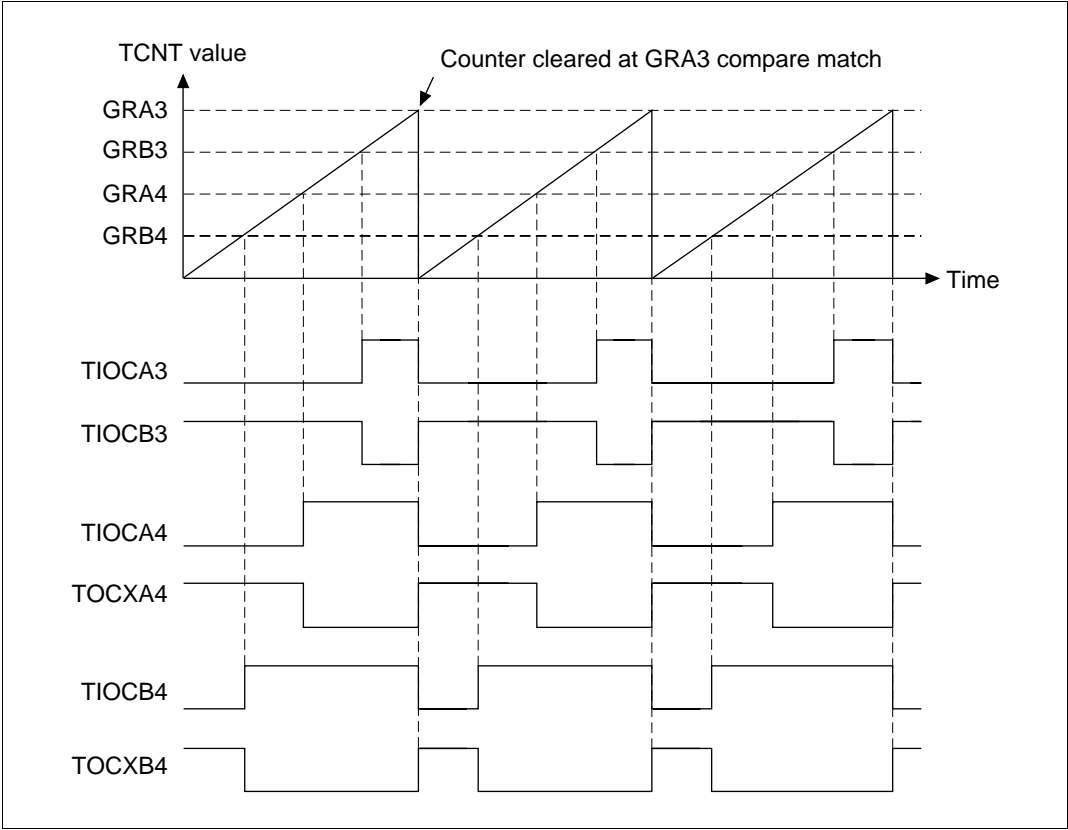 TCNT value
Counter cleared at GRA3 compare match
GRA3
GRB3
GRA4
GRB4
Time
TIOCA3
TIOCB3
TIOCA4
TOCXA4
TIOCB4
TOCXB4